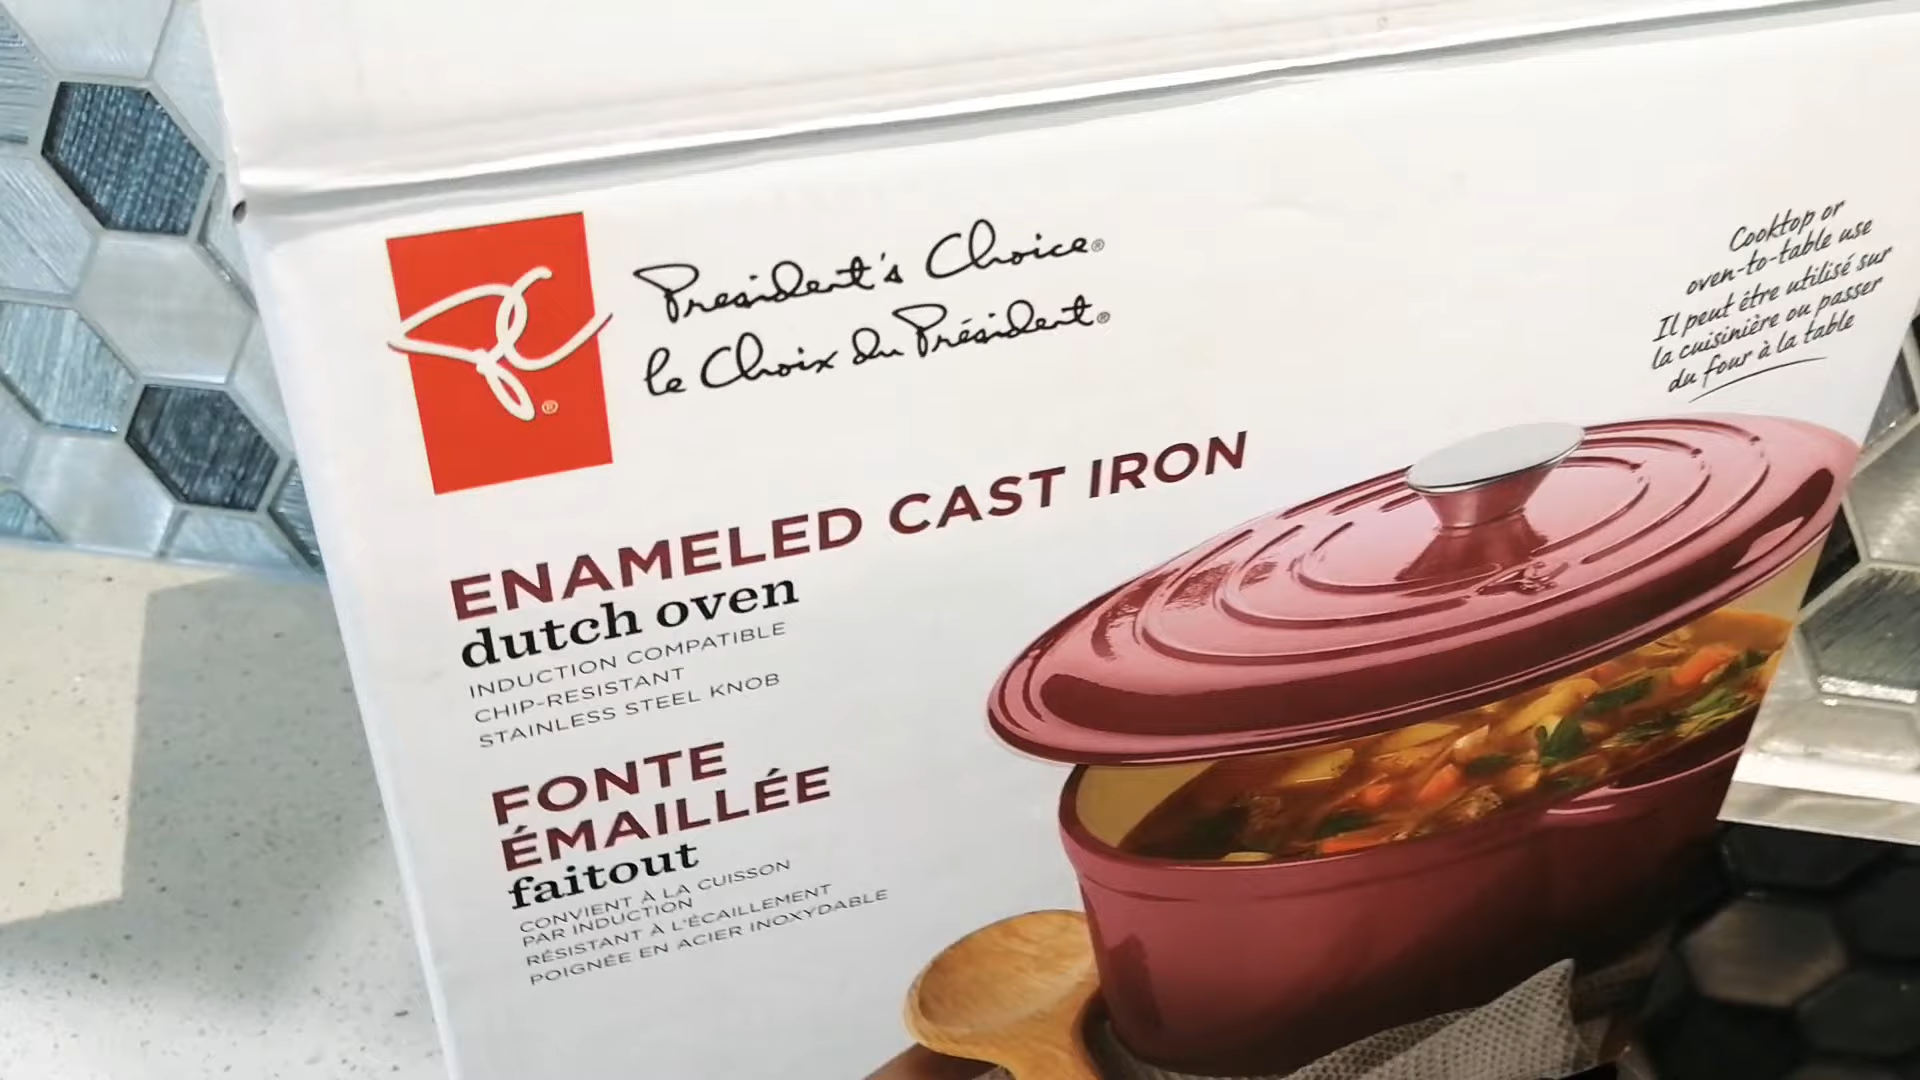 President's Choice®
le Choix du Président®
Cooktop or
oven-to-table use
Il peut être utilisé sur
la cuisinière ou passer
du four à la table
ENAMELED CAST IRON
dutch oven
INDUCTION COMPATIBLE
CHIP-RESISTANT
STAINLESS STEEL KNOB
FONTE
ÉMAILLÉE
faitout
CONVIENT À LA CUISSON
PAR INDUCTION
RÉSISTANT À L'ÉCAILLEMENT
POIGNÉE EN ACIER INOXYDABLE